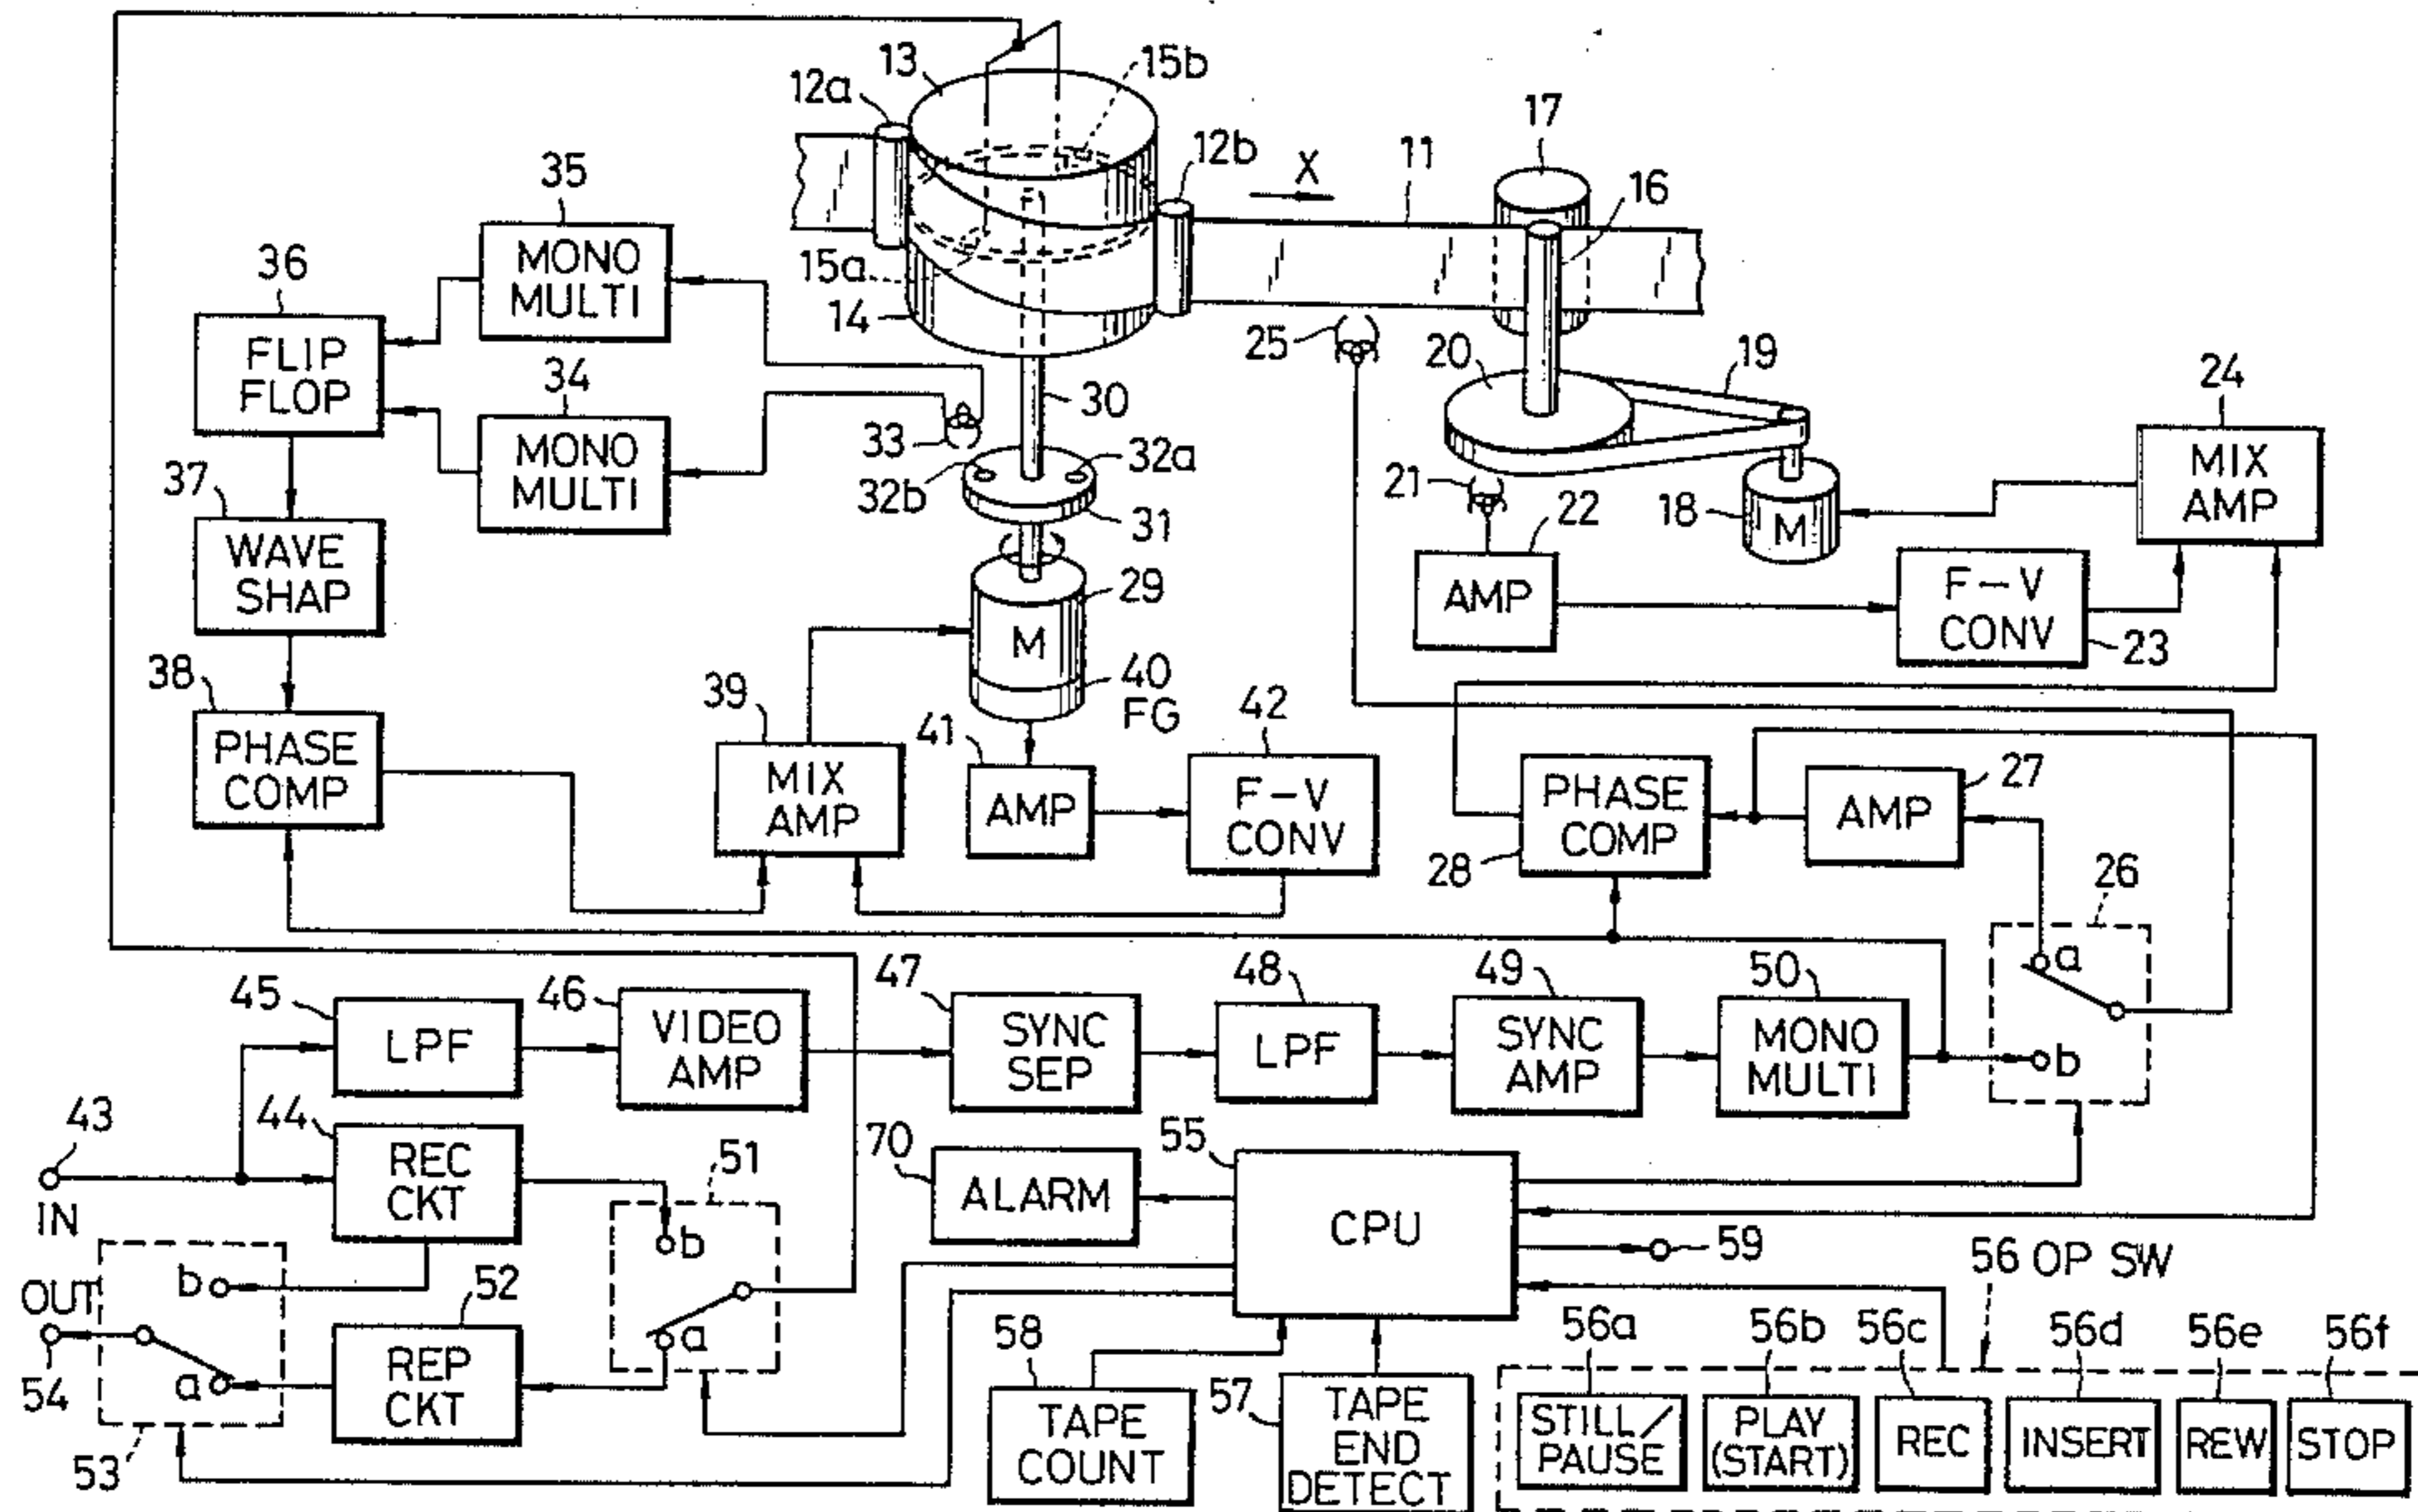 13
15b
12a
17
12b
X
11
16
35
MONO
MULTI
36
15a
14
25
20
19
24
FLIP
FLOP
34
30
MIX
AMP
MONO
MULTI
33
32a
32b
31
21
22
18
M
37
WAVE
SHAP
29
AMP
F-V
CONV
23
M
38
40
FG
39
41
42
PHASE
COMP
MIX
AMP
AMP
F-V
CONV
PHASE
COMP
28
27
AMP
26
a
b
45
LPF
46
VIDEO
AMP
47
SYNC
SEP
48
LPF
49
SYNC
AMP
50
MONO
MULTI
43
IN
44
REC
CKT
51
b
a
70
ALARM
55
CPU
59
56 OP SW
OUT
54
b
a
53
52
REP
CKT
58
TAPE
COUNT
57
TAPE
END
DETECT
56a
56b
56c
56d
56e
56f
STILL/
PAUSE
PLAY
(START)
REC
INSERT
REW
STOP